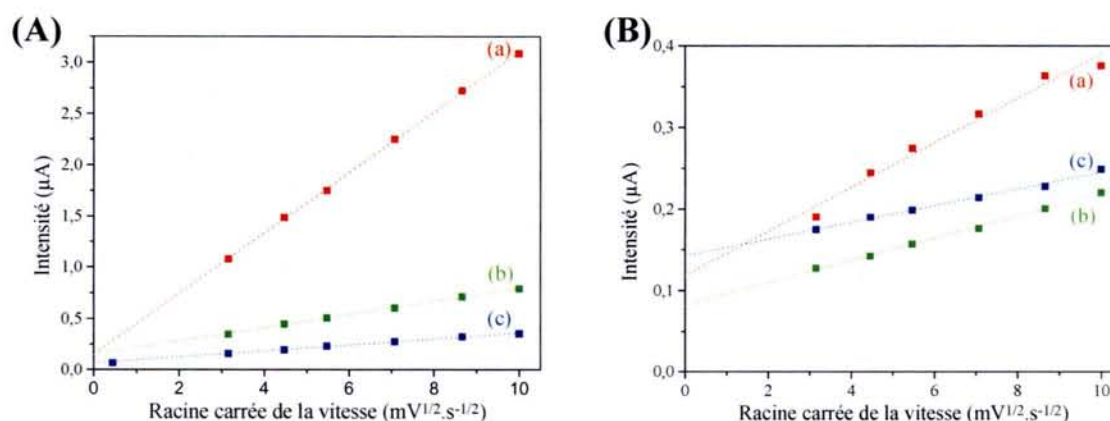 (A)
3,0
2,5
2,0
1,5
1,0
0,5
0,0
0 2 4 6 8 10
Intensité (µA)
Racine carrée de la vitesse (mV1/2.s-1/2)
(a)
(b)
(c)
(B)
0,4
0,3
0,2
0,1
0,0
0 2 4 6 8 10
Intensité (µA)
Racine carrée de la vitesse (mV1/2.s-1/2)
(a)
(c)
(b)